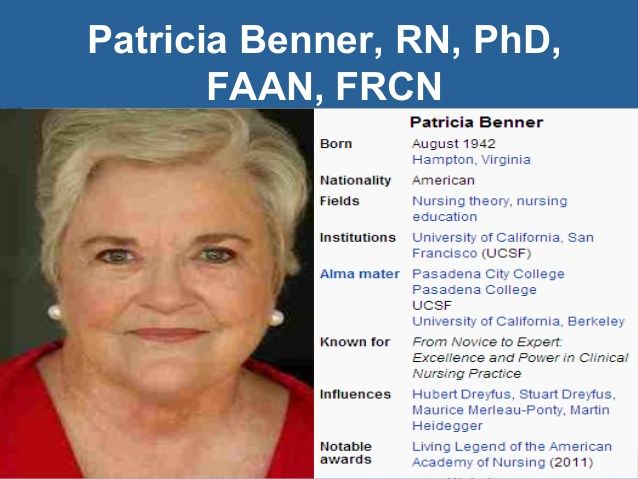 Patricia Benner, RN, PhD,
FAAN, FRCN
Patricia Benner
Born August 1942
Hampton, Virginia
Nationality American
Fields Nursing theory, nursing
education
Institutions University of California, San
Francisco (UCSF)
Alma mater Pasadena City College
Pasadena College
UCSF
University of California, Berkeley
Known for From Novice to Expert:
Excellence and Power in Clinical
Nursing Practice
Influences Hubert Dreyfus, Stuart Dreyfus,
Maurice Merleau-Ponty, Martin
Heidegger
Notable Living Legend of the American
awards Academy of Nursing (2011)